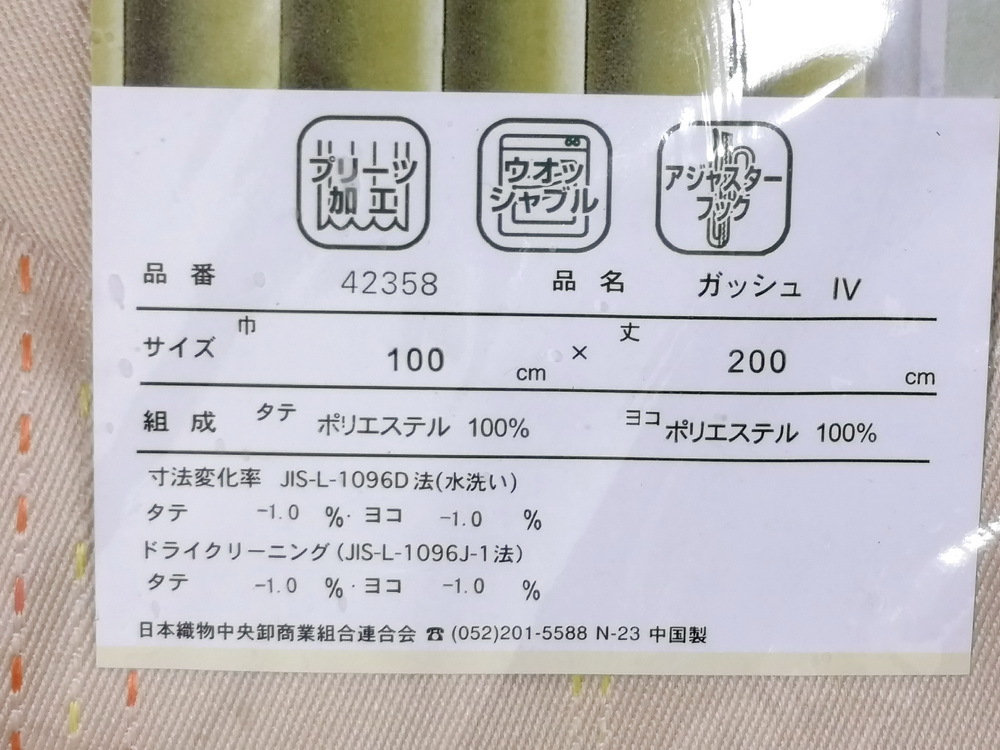 プリーツ
加工
ウオッ
シャブル
アジャスター
フック
品番 42358 品名 ガッシュ IV
サイズ 巾 100 cm × 丈 200 cm
組成 タテ ポリエステル 100% ヨコ ポリエステル 100%
寸法変化率 JIS-L-1096D法(水洗い)
タテ -1.0 %・ヨコ -1.0 %
ドライクリーニング(JIS-L-1096J-1法)
タテ -1.0 %・ヨコ -1.0 %
日本織物中央卸商業組合連合会 ☎ (052)201-5588 N-23 中国製